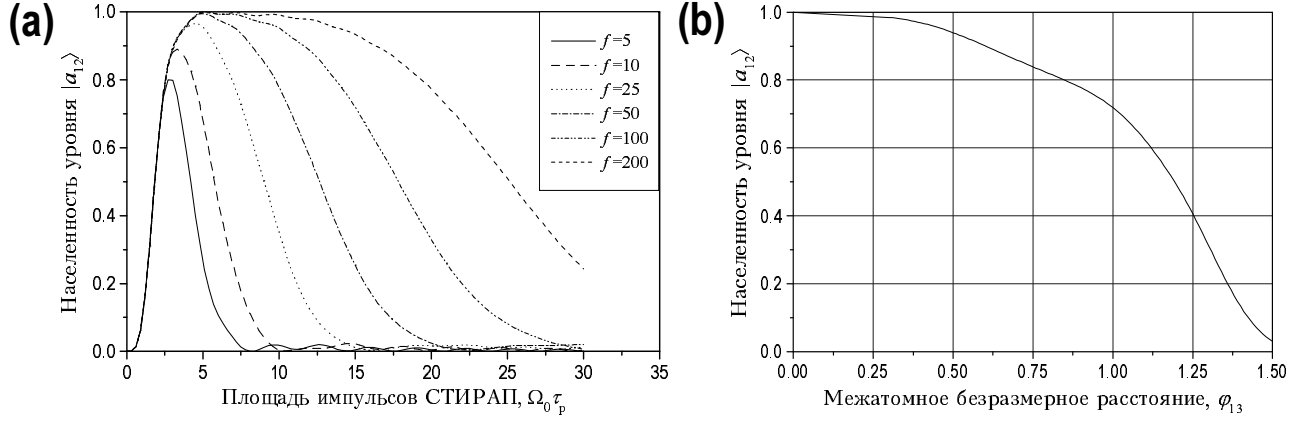 (a)
Населенность уровня |a₁₂⟩
1.0
0.8
0.6
0.4
0.2
0.0
0 5 10 15 20 25 30 35
Площадь импульсов СТИРАП, Ω₀τₚ
f=5
f=10
f=25
f=50
f=100
f=200
(b)
Населенность уровня |a₁₂⟩
1.0
0.8
0.6
0.4
0.2
0.0
0.00 0.25 0.50 0.75 1.00 1.25 1.50
Межатомное безразмерное расстояние, φ₁₃